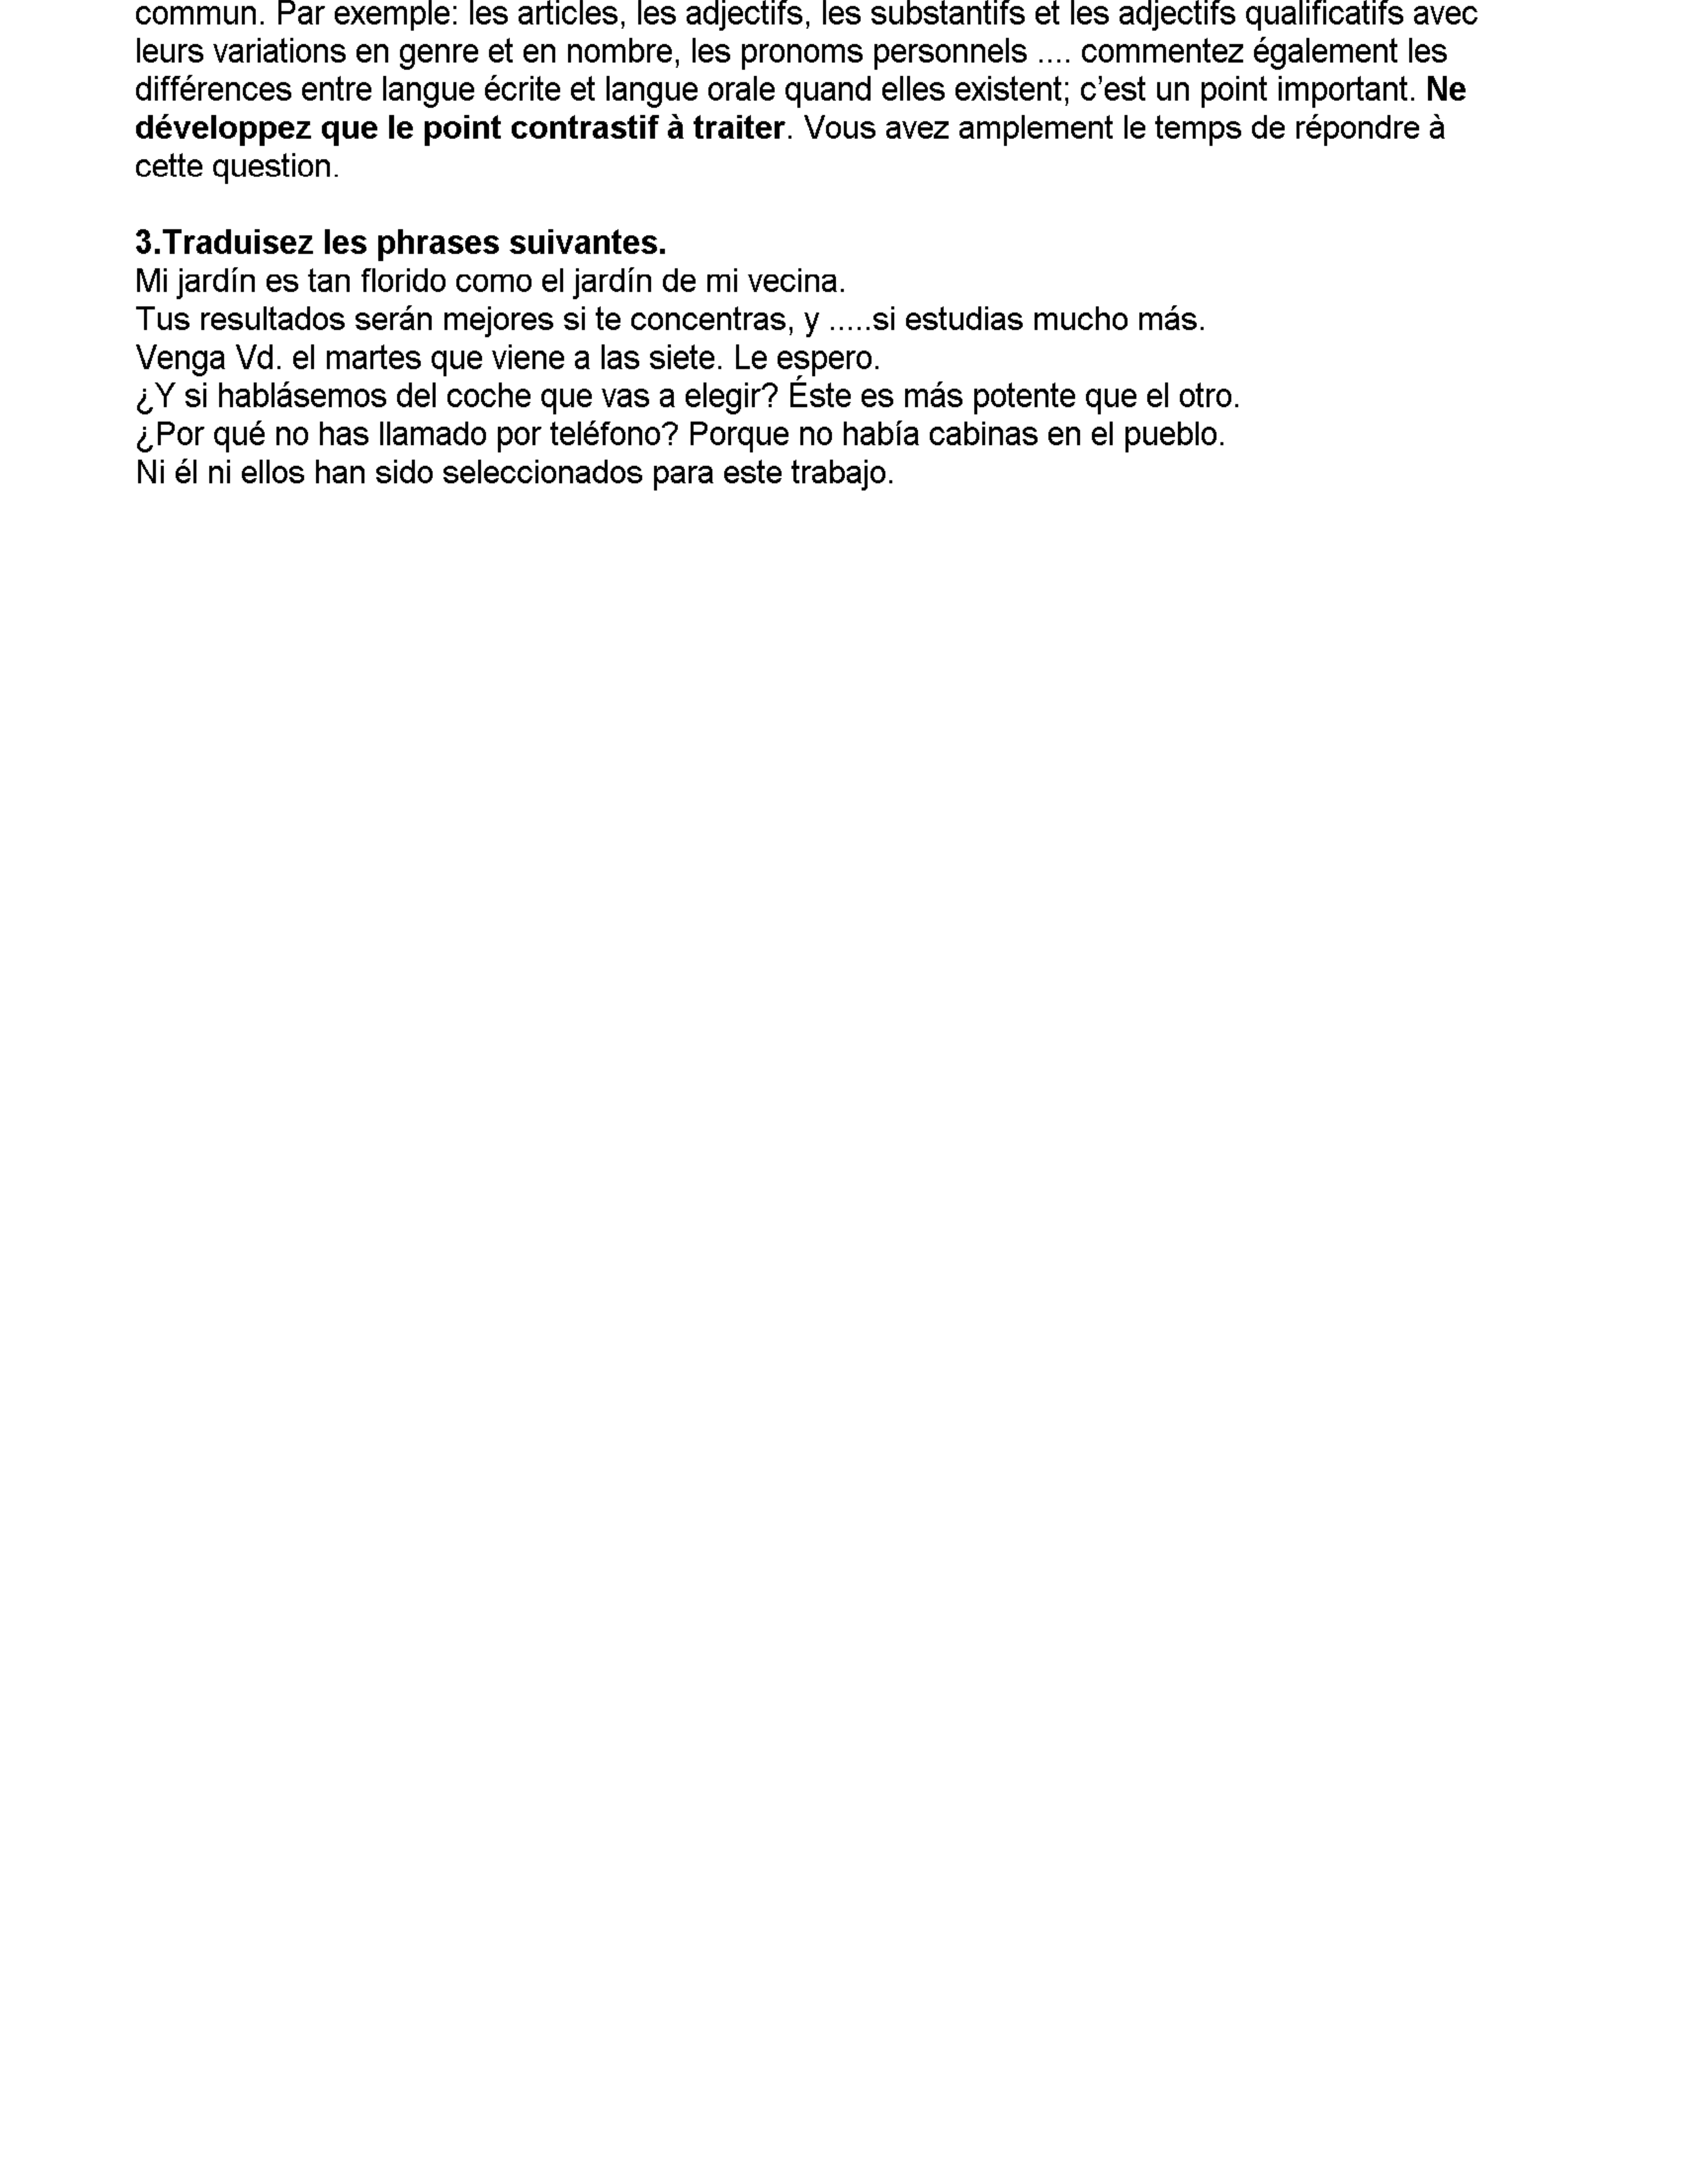 commun. Par exemple: les articles, les adjectifs, les substantifs et les adjectifs qualificatifs avec
leurs variations en genre et en nombre, les pronoms personnels .... commentez également les
différences entre langue écrite et langue orale quand elles existent; c’est un point important. Ne
développez que le point contrastif à traiter. Vous avez amplement le temps de répondre à
cette question.
3.Traduisez les phrases suivantes.
Mi jardín es tan florido como el jardín de mi vecina.
Tus resultados serán mejores si te concentras, y .....si estudias mucho más.
Venga Vd. el martes que viene a las siete. Le espero.
¿Y si hablásemos del coche que vas a elegir? Éste es más potente que el otro.
¿Por qué no has llamado por teléfono? Porque no había cabinas en el pueblo.
Ni él ni ellos han sido seleccionados para este trabajo.